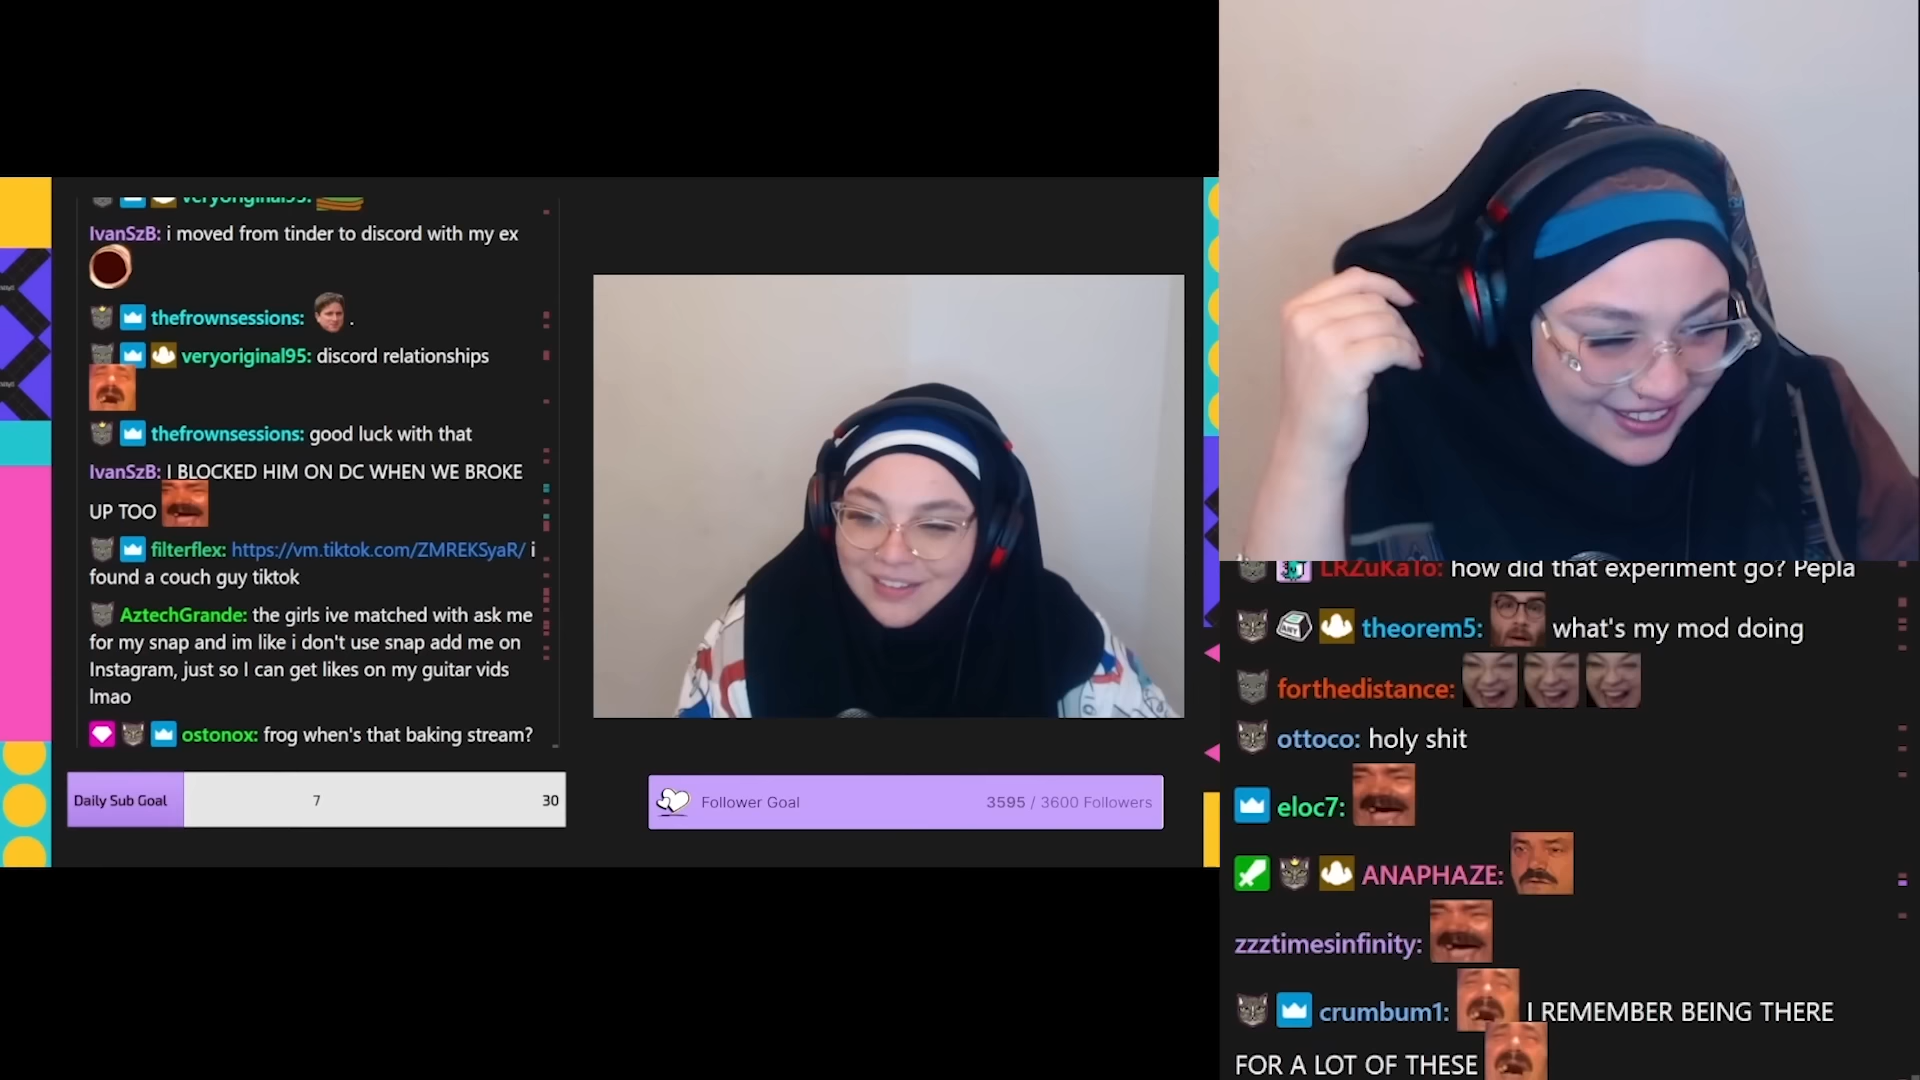 veryoriginal95:
IvanSzB: i moved from tinder to discord with my ex
thefrownsessions: .
veryoriginal95: discord relationships
thefrownsessions: good luck with that
IvanSzB: I BLOCKED HIM ON DC WHEN WE BROKE
UP TOO
filterflex: https://vm.tiktok.com/ZMREKSyaR/ i
found a couch guy tiktok
AztechGrande: the girls ive matched with ask me
for my snap and im like i don't use snap add me on
Instagram, just so I can get likes on my guitar vids
lmao
ostonox: frog when's that baking stream?
Daily Sub Goal 7 30
Follower Goal 3595 / 3600 Followers
LRZuKaTo: how did that experiment go? Pepla
theorem5: what's my mod doing
forthedistance:
ottoco: holy shit
eloc7:
ANAPHAZE:
zzztimesinfinity:
crumbum1: I REMEMBER BEING THERE
FOR A LOT OF THESE